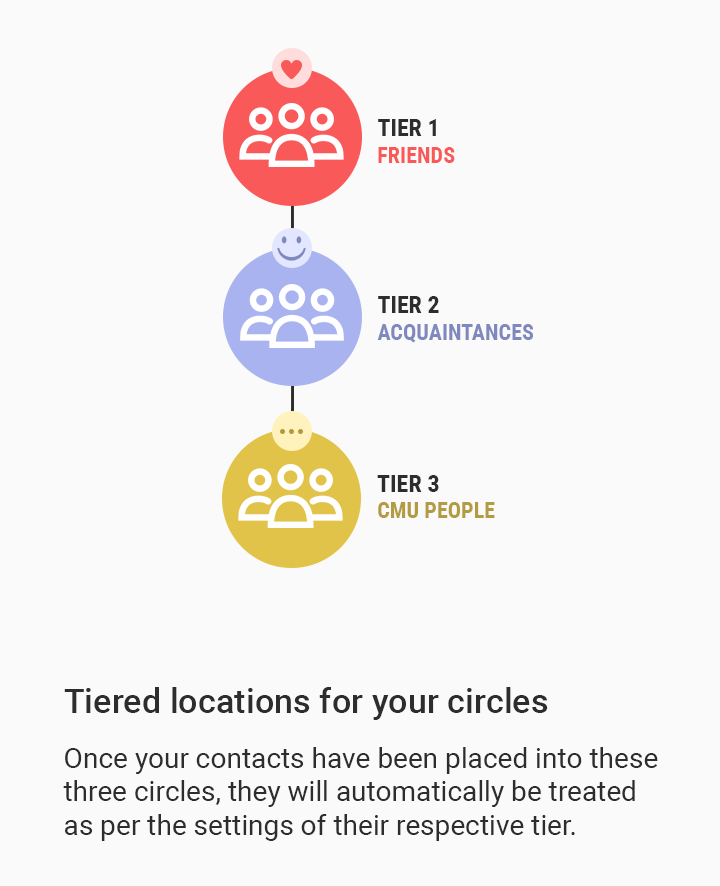 TIER 1
FRIENDS
TIER 2
ACQUAINTANCES
TIER 3
CMU PEOPLE
Tiered locations for your circles
Once your contacts have been placed into these
three circles, they will automatically be treated
as per the settings of their respective tier.